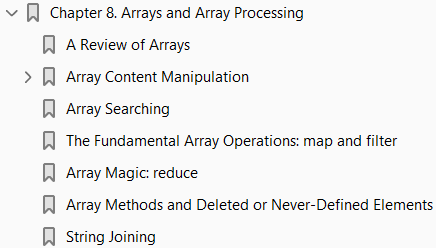 Chapter 8. Arrays and Array Processing
A Review of Arrays
Array Content Manipulation
Array Searching
The Fundamental Array Operations: map and filter
Array Magic: reduce
Array Methods and Deleted or Never-Defined Elements
String Joining